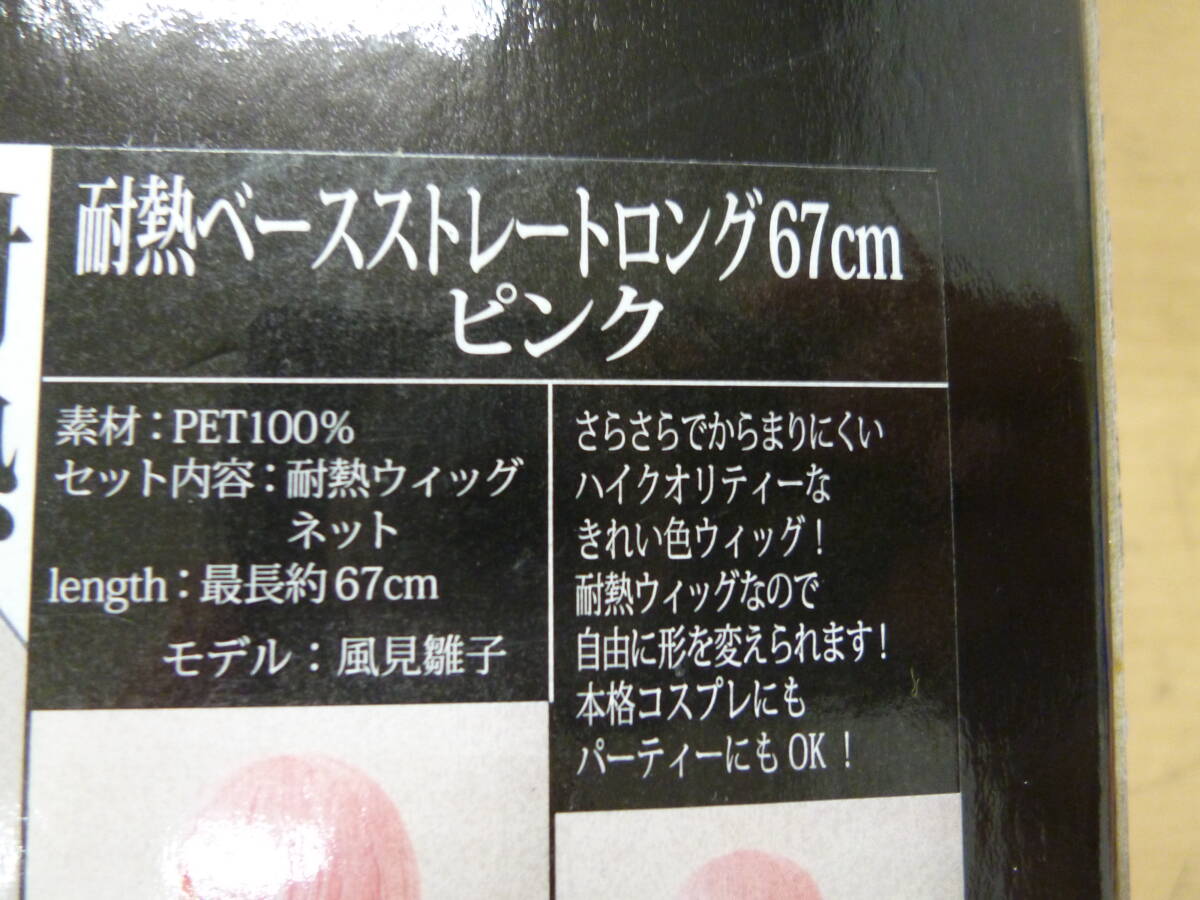 耐熱ベースストレートロング67cm
ピンク
素材：PET100%
セット内容：耐熱ウィッグ
ネット
length：最長約67cm
モデル：風見雛子
さらさらでからまりにくい
ハイクオリティーな
きれい色ウィッグ！
耐熱ウィッグなので
自由に形を変えられます！
本格コスプレにも
パーティーにもOK！